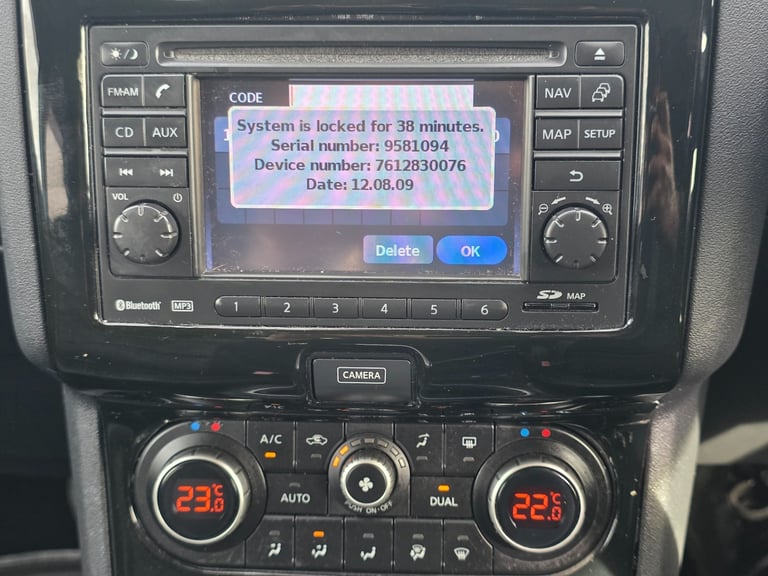 FM·AM
NAV
CODE
CD AUX
MAP SETUP
System is locked for 38 minutes.
Serial number: 9581094
Device number: 7612830076
Date: 12.08.09
VOL
Delete OK
Bluetooth MP3
1 2 3 4 5 6
SD MAP
CAMERA
A/C
AUTO
PUSH ON·OFF
DUAL
23.0°C
22.0°C